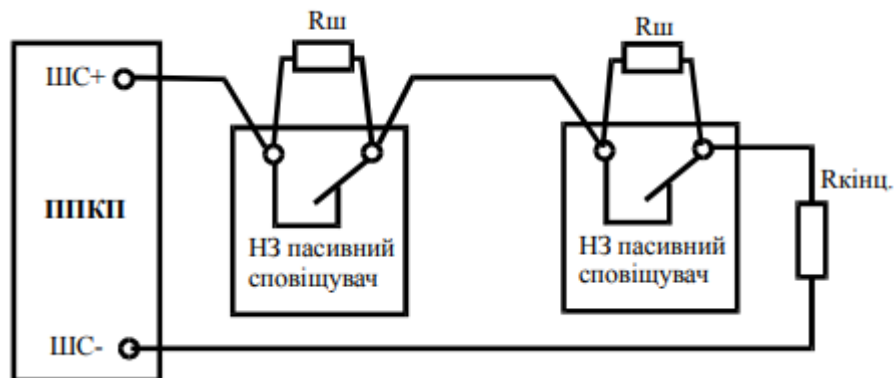 Rш
Rш
ШС+
ППКП
Rкінц.
НЗ пасивний
сповіщувач
НЗ пасивний
сповіщувач
ШС-